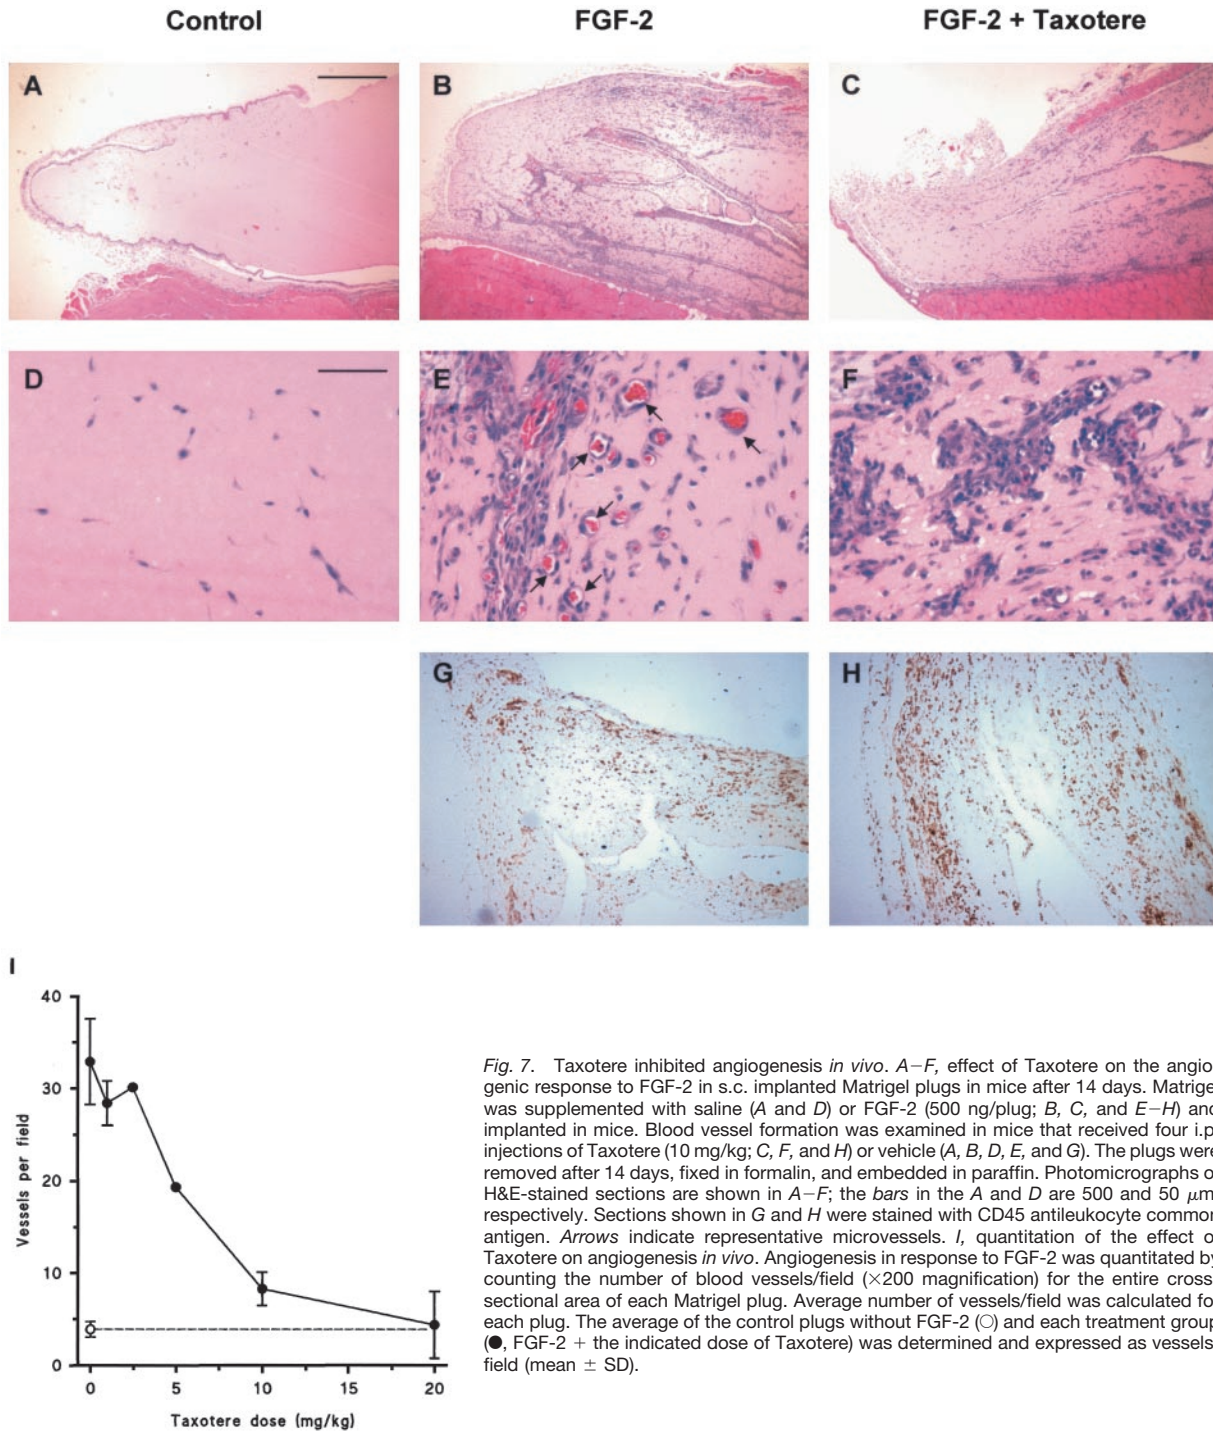 Control FGF-2 FGF-2 + Taxotere
A B C
D E F
G H
I
40
30
20
10
0
Vessels per field
0 5 10 15 20
Taxotere dose (mg/kg)
Fig. 7. Taxotere inhibited angiogenesis in vivo. A–F, effect of Taxotere on the angio
genic response to FGF-2 in s.c. implanted Matrigel plugs in mice after 14 days. Matrige
was supplemented with saline (A and D) or FGF-2 (500 ng/plug; B, C, and E–H) and
implanted in mice. Blood vessel formation was examined in mice that received four i.p
injections of Taxotere (10 mg/kg; C, F, and H) or vehicle (A, B, D, E, and G). The plugs were
removed after 14 days, fixed in formalin, and embedded in paraffin. Photomicrographs o
H&E-stained sections are shown in A–F; the bars in the A and D are 500 and 50 μm
respectively. Sections shown in G and H were stained with CD45 antileukocyte common
antigen. Arrows indicate representative microvessels. I, quantitation of the effect o
Taxotere on angiogenesis in vivo. Angiogenesis in response to FGF-2 was quantitated by
counting the number of blood vessels/field (×200 magnification) for the entire cross
sectional area of each Matrigel plug. Average number of vessels/field was calculated fo
each plug. The average of the control plugs without FGF-2 (○) and each treatment group
(●, FGF-2 + the indicated dose of Taxotere) was determined and expressed as vessels
field (mean ± SD).